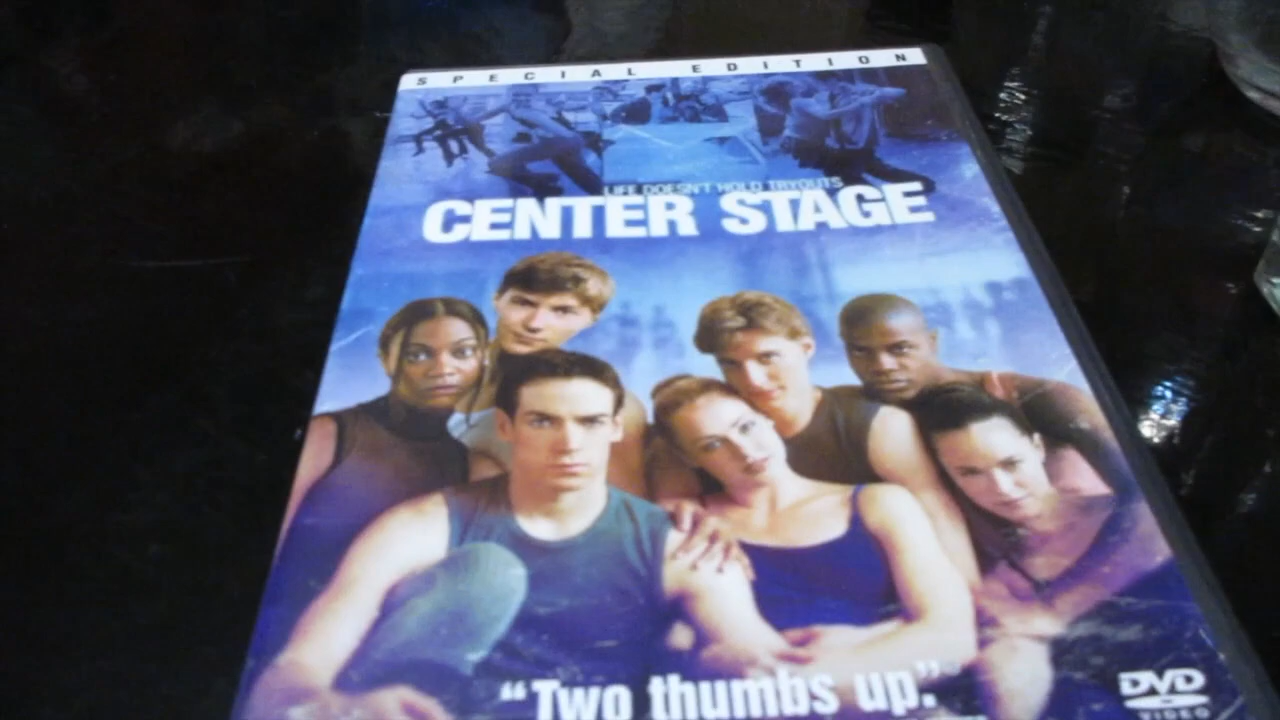 SPECIAL EDITION
LIFE DOESN'T HOLD TRYOUTS
CENTER STAGE
"Two thumbs up."
DVD
VIDEO